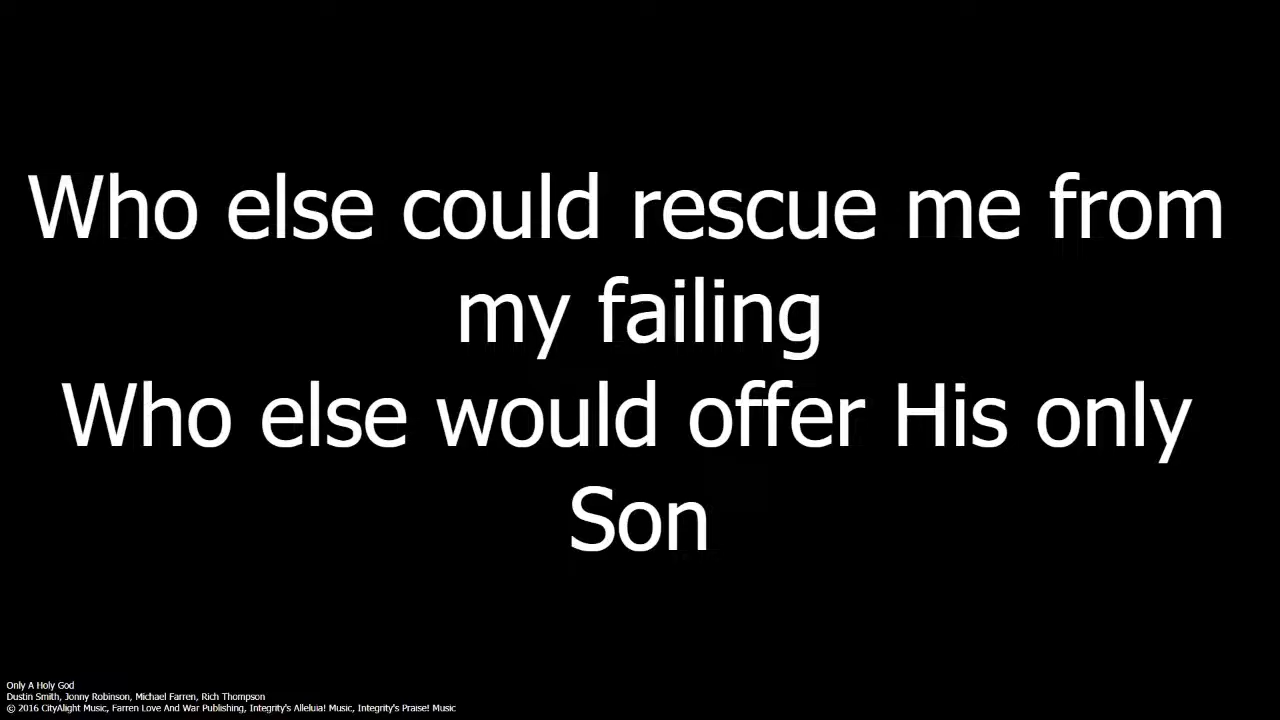 Who else could rescue me from
my failing
Who else would offer His only
Son
Only A Holy God
Dustin Smith, Jonny Robinson, Michael Farren, Rich Thompson
© 2016 CityAlight Music, Farren Love And War Publishing, Integrity's Alleluia! Music, Integrity's Praise! Music